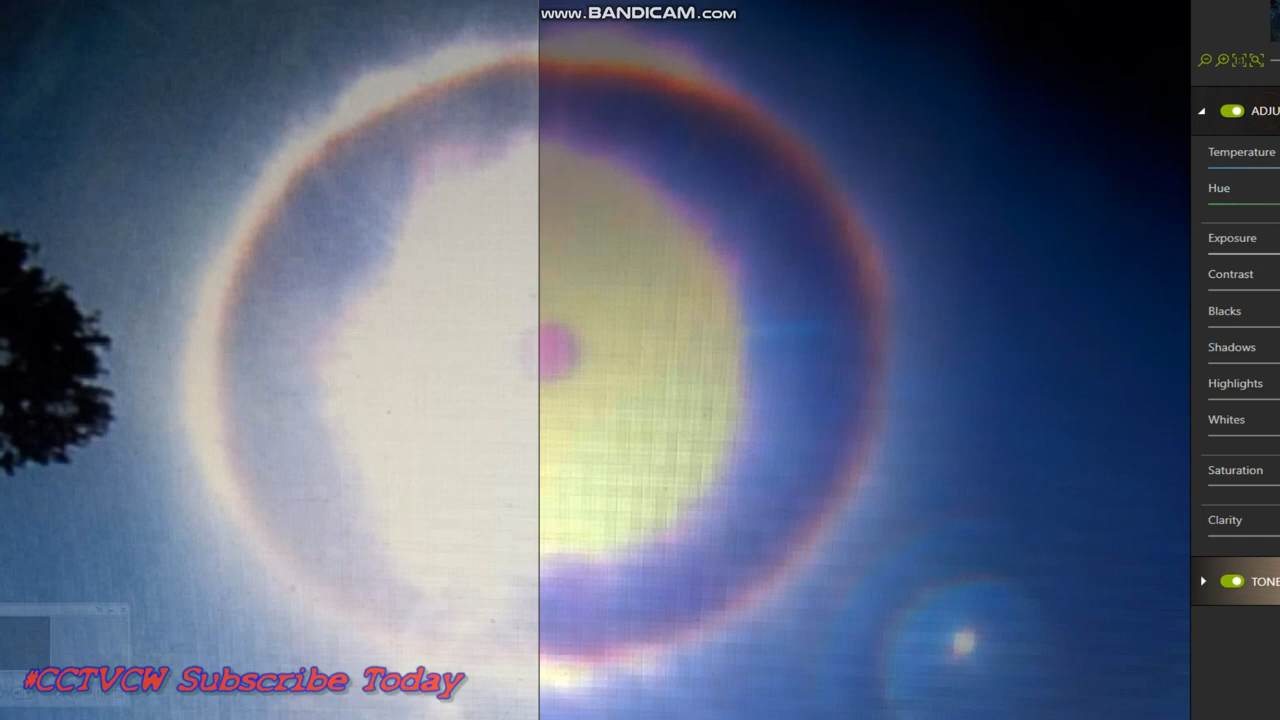 www.BANDICAM.com
ADJU
Temperature
Hue
Exposure
Contrast
Blacks
Shadows
Highlights
Whites
Saturation
Clarity
TONE
#CCTVCW Subscribe Today